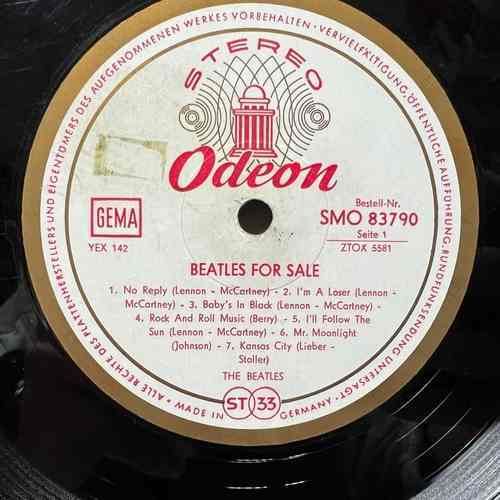 ALLE RECHTE DES PLATTENHERSTELLERS UND EIGENTÜMERS DES AUFGENOMMENEN WERKES VORBEHALTEN · VERVIELFÄLTIGUNG, ÖFFENTLICHE AUFFÜHRUNG, RUNDFUNKSENDUNG UNTERSAGT ·
STEREO
Odeon
GEMA
YEX 142
Bestell-Nr.
SMO 83790
Seite 1
ZTOX 5581
BEATLES FOR SALE
1. No Reply (Lennon - McCartney) - 2. I'm A Loser (Lennon -
McCartney) - 3. Baby's In Black (Lennon - McCartney) -
4. Rock And Roll Music (Berry) - 5. I'll Follow The
Sun (Lennon - McCartney) - 6. Mr. Moonlight
(Johnson) - 7. Kansas City (Lieber -
Stoller)
THE BEATLES
MADE IN GERMANY
ST 33